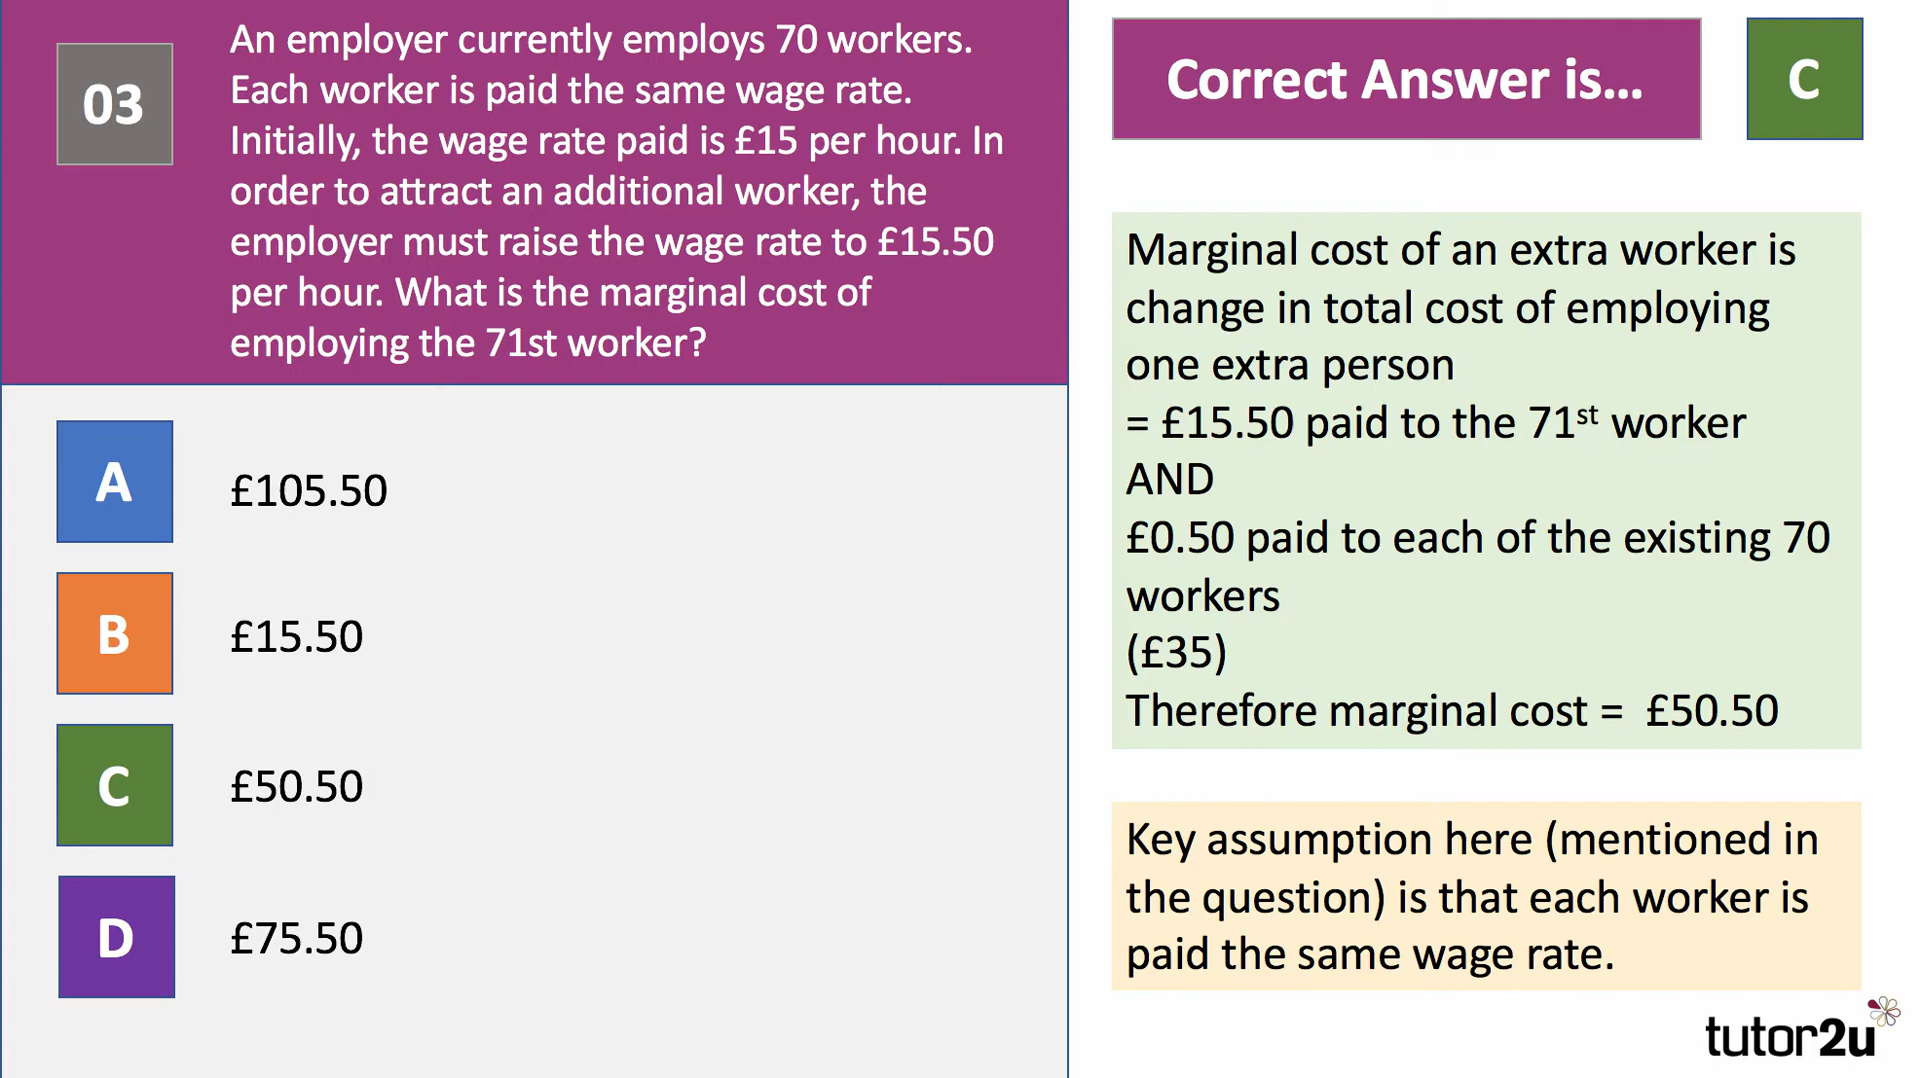 03
An employer currently employs 70 workers.
Each worker is paid the same wage rate.
Initially, the wage rate paid is £15 per hour. In
order to attract an additional worker, the
employer must raise the wage rate to £15.50
per hour. What is the marginal cost of
employing the 71st worker?
A
£105.50
B
£15.50
C
£50.50
D
£75.50
Correct Answer is...
C
Marginal cost of an extra worker is
change in total cost of employing
one extra person
= £15.50 paid to the 71st worker
AND
£0.50 paid to each of the existing 70
workers
(£35)
Therefore marginal cost = £50.50
Key assumption here (mentioned in
the question) is that each worker is
paid the same wage rate.
tutor2u